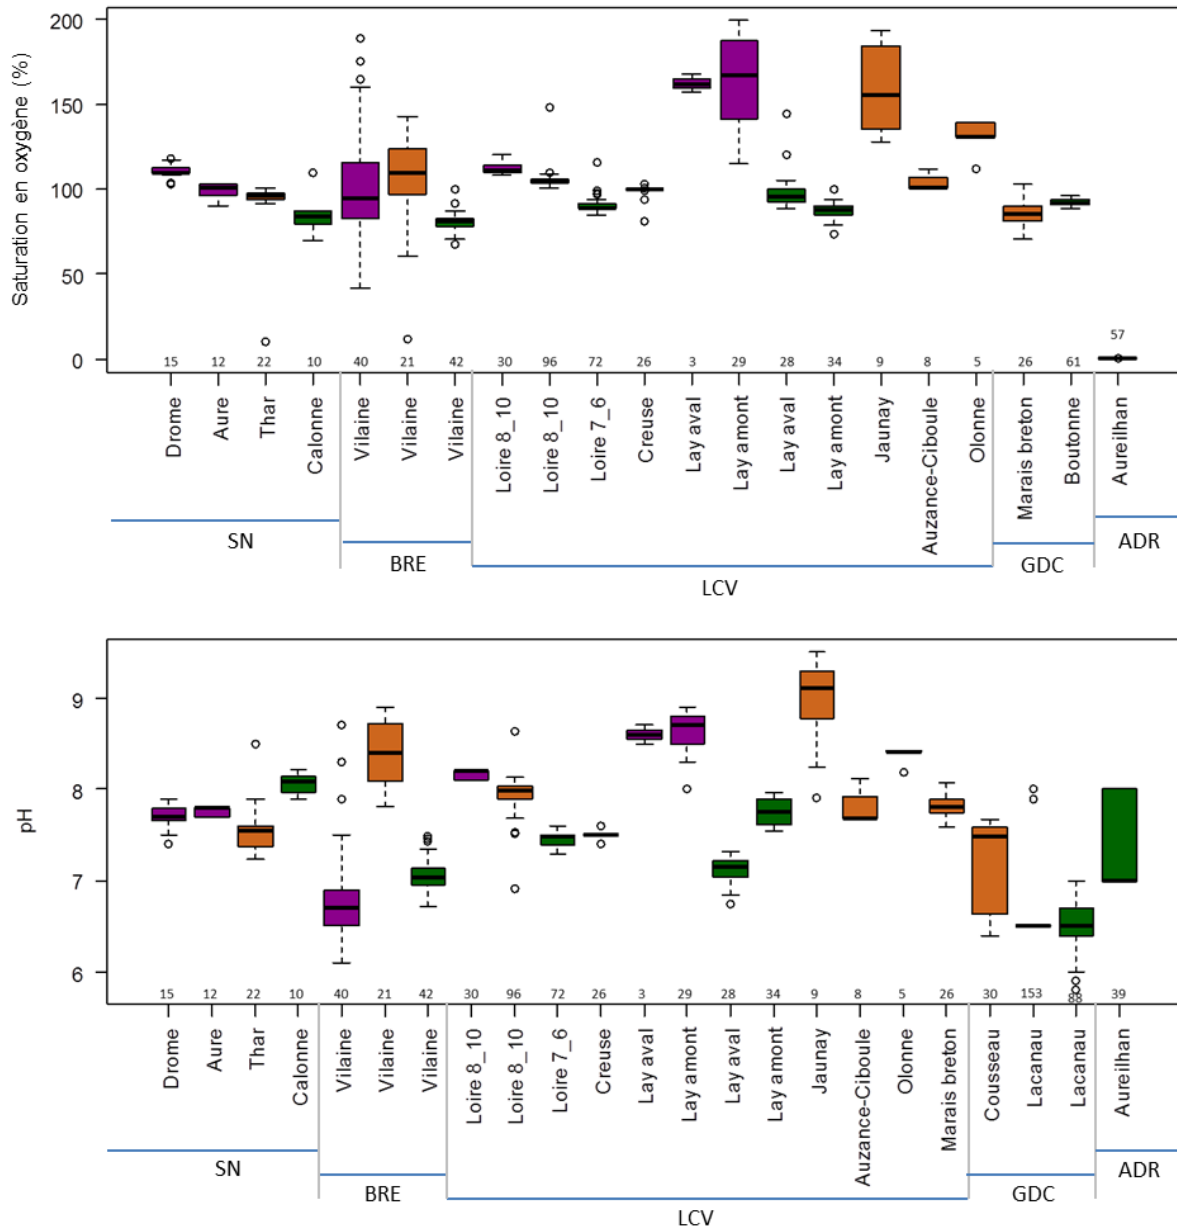 Saturation en oxygène (%)
200
150
100
50
0
15 12 22 10 40 21 42 30 96 72 26 3 29 28 34 9 8 5 26 61 57
Drome
Aure
Thar
Calonne
Vilaine
Vilaine
Vilaine
Loire 8_10
Loire 8_10
Loire 7_6
Creuse
Lay aval
Lay amont
Lay aval
Lay amont
Jaunay
Auzance-Ciboule
Olonne
Marais breton
Boutonne
Aureilhan
SN
BRE
LCV
GDC
ADR
pH
9
8
7
6
15 12 22 10 40 21 42 30 96 72 26 3 29 28 34 9 8 5 26 30 153 88 39
Drome
Aure
Thar
Calonne
Vilaine
Vilaine
Vilaine
Loire 8_10
Loire 8_10
Loire 7_6
Creuse
Lay aval
Lay amont
Lay aval
Lay amont
Jaunay
Auzance-Ciboule
Olonne
Marais breton
Cousseau
Lacanau
Lacanau
Aureilhan
SN
BRE
LCV
GDC
ADR